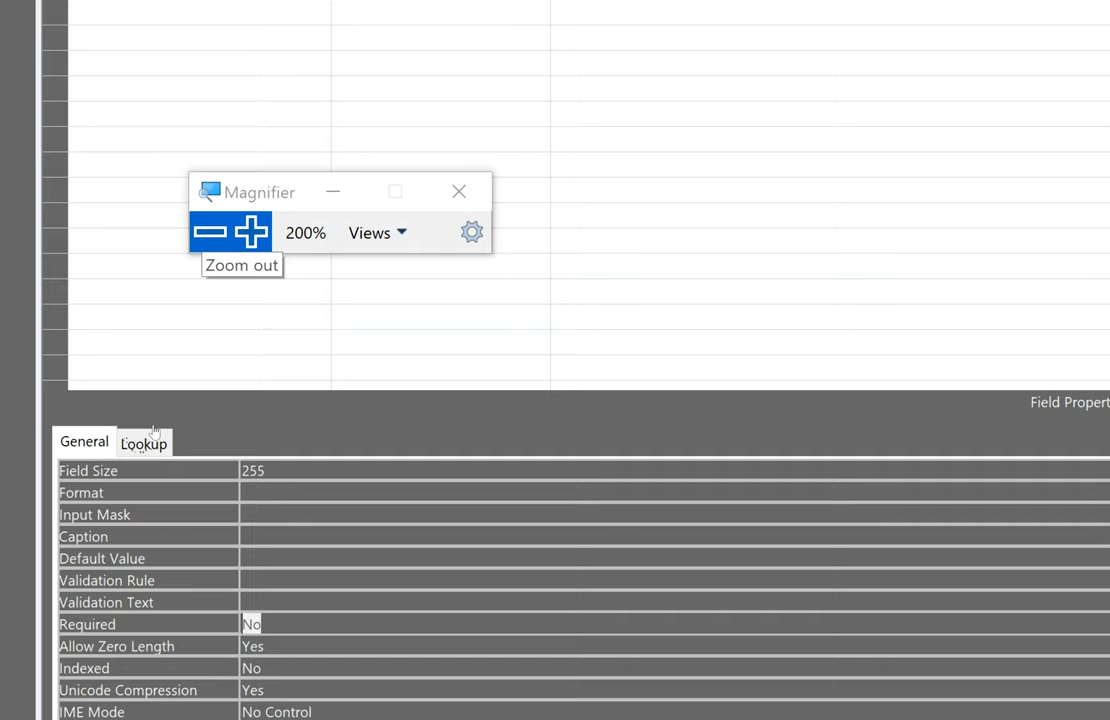 Magnifier
200% Views
Zoom out
Field Propert
General Lookup
Field Size 255
Format
Input Mask
Caption
Default Value
Validation Rule
Validation Text
Required No
Allow Zero Length Yes
Indexed No
Unicode Compression Yes
IME Mode No Control